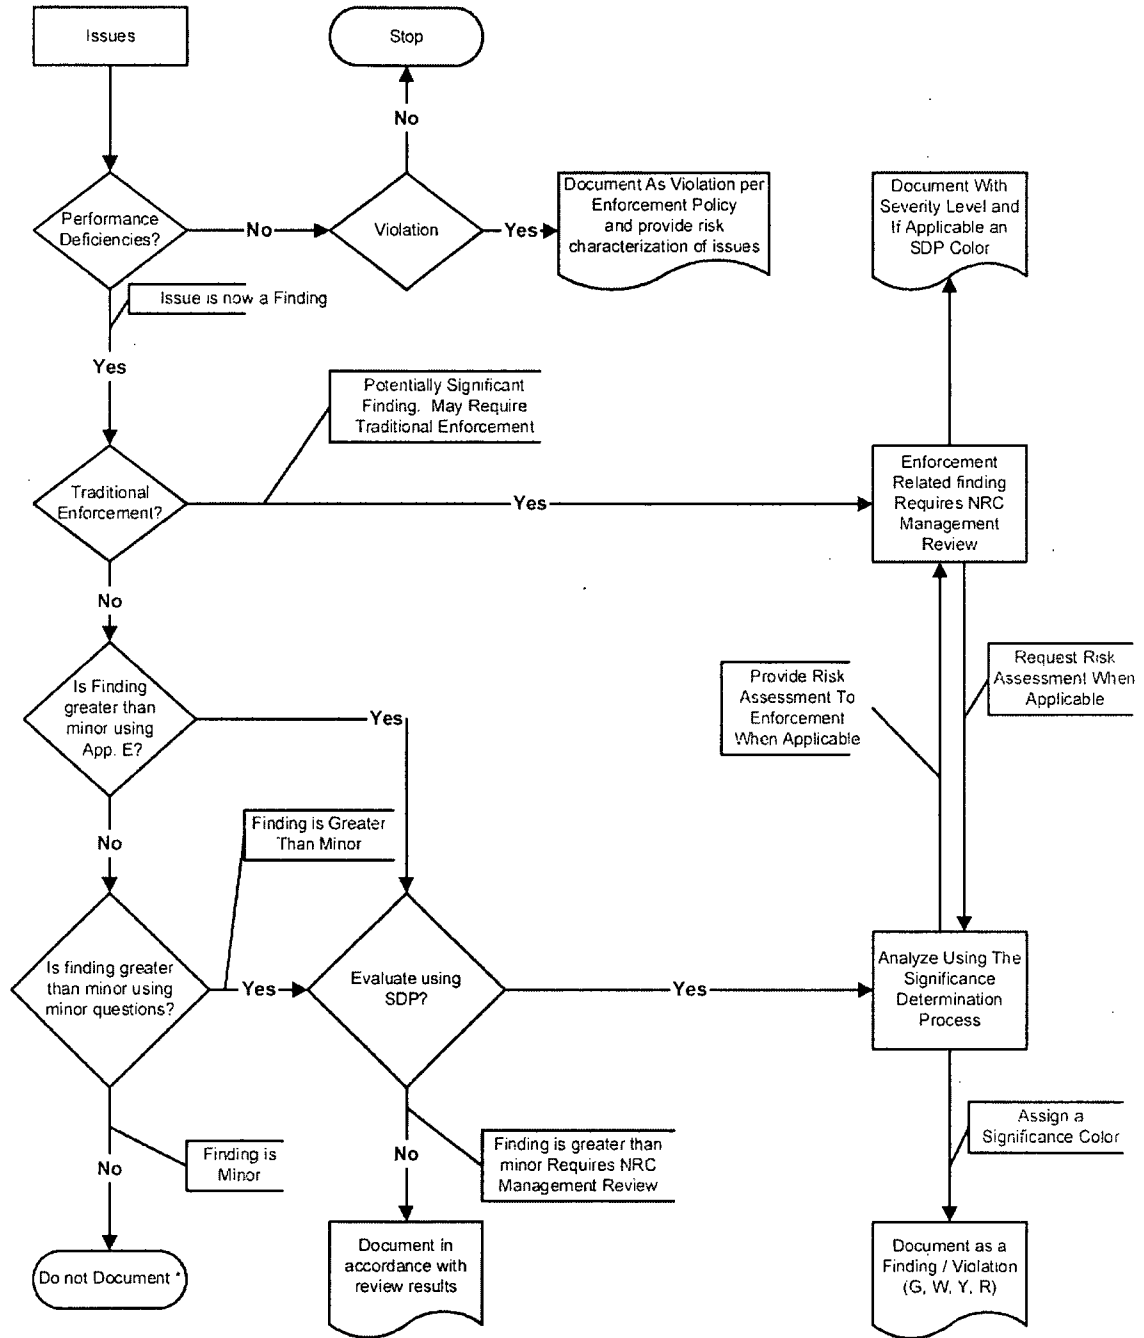 Issues
Stop
No
Performance
Deficiencies?
No
Violation
Yes
Document As Violation per
Enforcement Policy
and provide risk
characterization of issues
Document With
Severity Level and
If Applicable an
SDP Color
Issue is now a Finding
Yes
Potentially Significant
Finding. May Require
Traditional Enforcement
Traditional
Enforcement?
Yes
Enforcement
Related finding
Requires NRC
Management
Review
No
Is Finding
greater than
minor using
App. E?
Yes
Provide Risk
Assessment To
Enforcement
When Applicable
Request Risk
Assessment When
Applicable
No
Finding is Greater
Than Minor
Is finding greater
than minor using
minor questions?
Yes
Evaluate using
SDP?
Yes
Analyze Using The
Significance
Determination
Process
Finding is
Minor
No
No
Finding is greater than
minor Requires NRC
Management Review
Assign a
Significance Color
Do not Document *
Document in
accordance with
review results
Document as a
Finding / Violation
(G, W, Y, R)